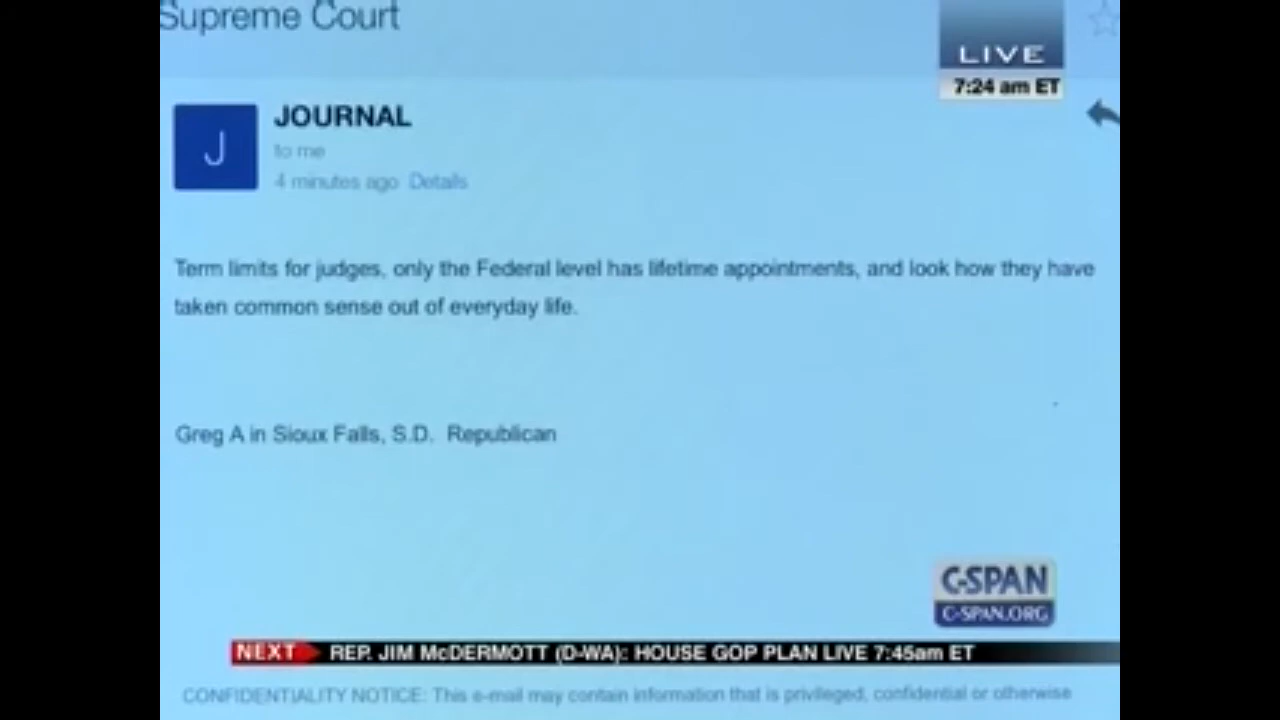 Supreme Court
LIVE
7:24 am ET
J
JOURNAL
to me
4 minutes ago Details
Term limits for judges, only the Federal level has lifetime appointments, and look how they have
taken common sense out of everyday life.
Greg A in Sioux Falls, S.D. Republican
C-SPAN
C-SPAN.ORG
NEXT REP. JIM McDERMOTT (D-WA): HOUSE GOP PLAN LIVE 7:45am ET
CONFIDENTIALITY NOTICE: This e-mail may contain information that is privileged, confidential or otherwise